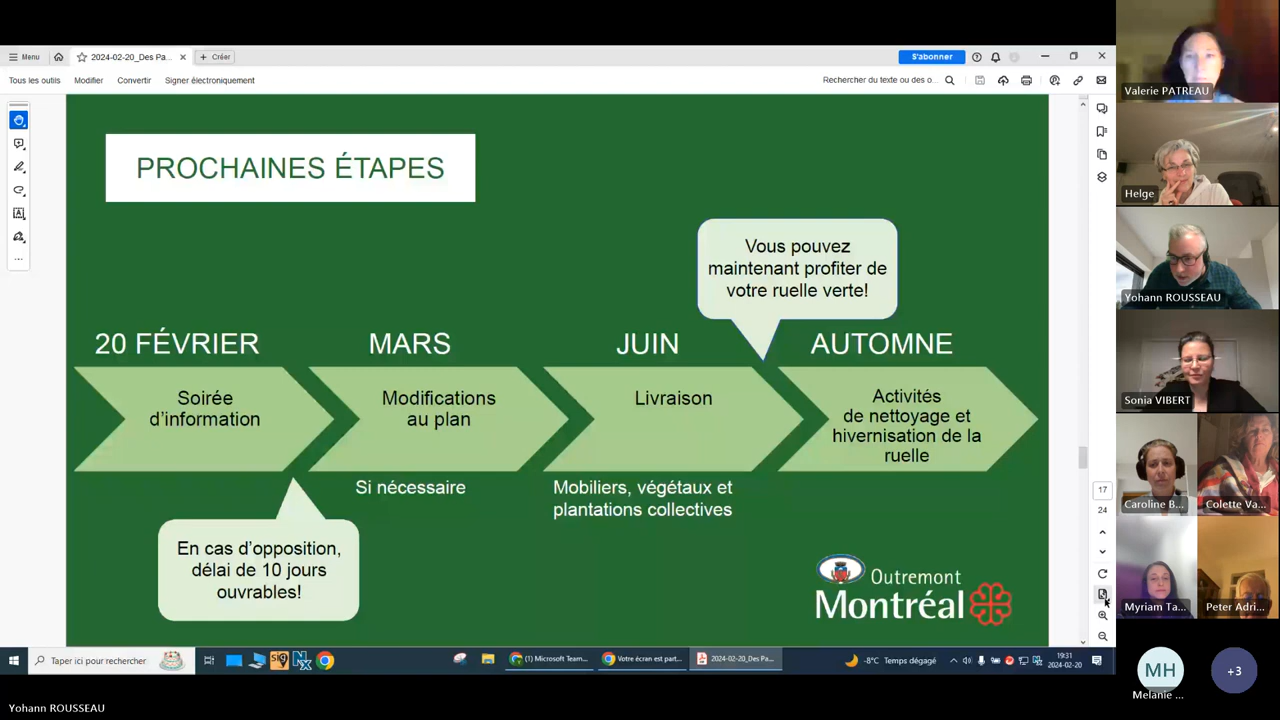 Menu
2024-02-20_Des Pa...
Créer
S'abonner
Tous les outils
Modifier
Convertir
Signer électroniquement
Rechercher du texte ou des o...
PROCHAINES ÉTAPES
Vous pouvez
maintenant profiter de
votre ruelle verte!
20 FÉVRIER
MARS
JUIN
AUTOMNE
Soirée
d'information
Modifications
au plan
Livraison
Activités
de nettoyage et
hivernisation de la
ruelle
Si nécessaire
Mobiliers, végétaux et
plantations collectives
En cas d'opposition,
délai de 10 jours
ouvrables!
Outremont
Montréal
17
24
Taper ici pour rechercher
(1) Microsoft Team...
Votre écran est part...
2024-02-20_Des Pa...
-8°C Temps dégagé
19:31
2024-02-20
Valerie PATREAU
Helge
Yohann ROUSSEAU
Sonia VIBERT
Caroline B...
Colette Va...
Myriam Ta...
Peter Adri...
MH
Melanie ...
+3
Yohann ROUSSEAU